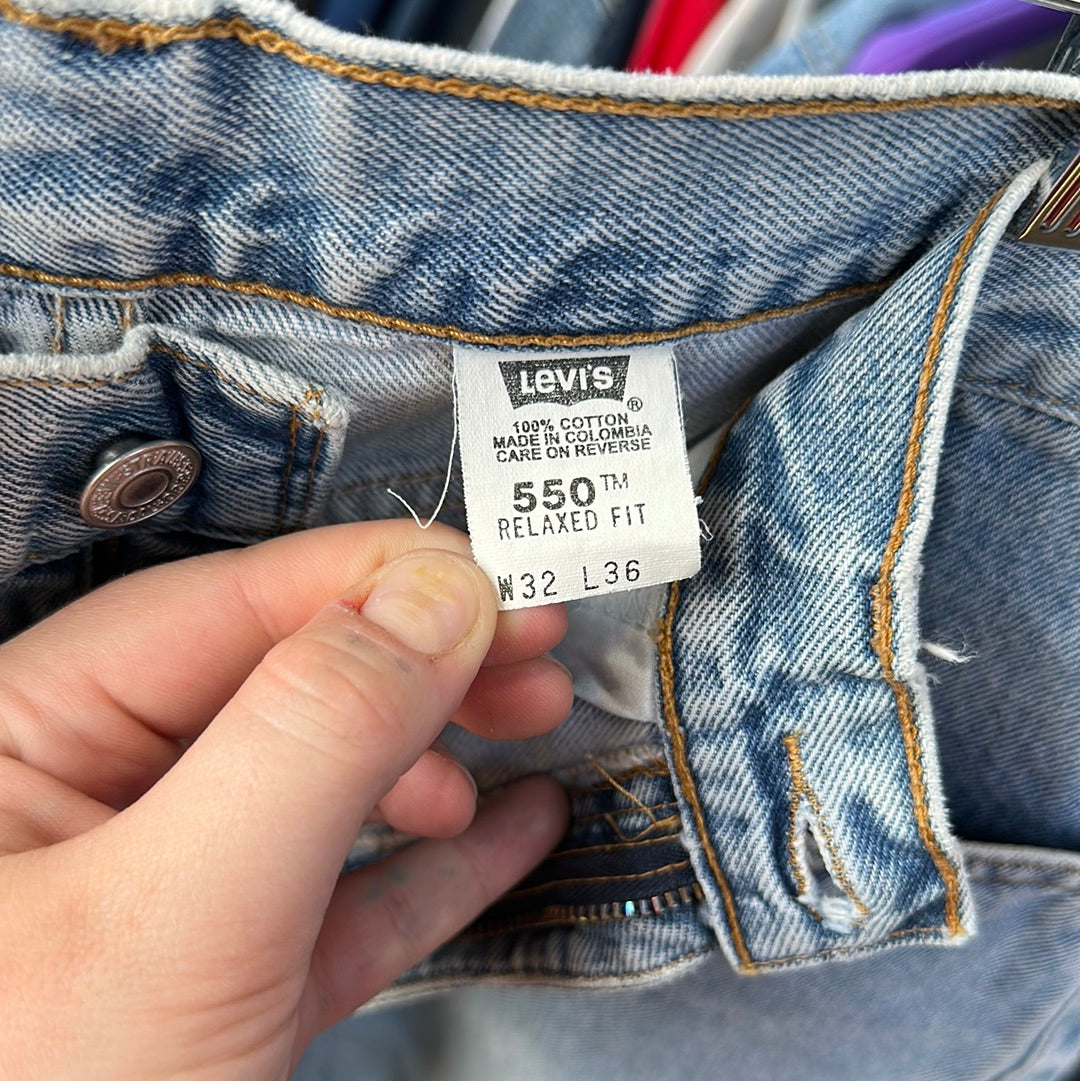 Levi's ®
100% COTTON
MADE IN COLOMBIA
CARE ON REVERSE
550™
RELAXED FIT
W32 L36